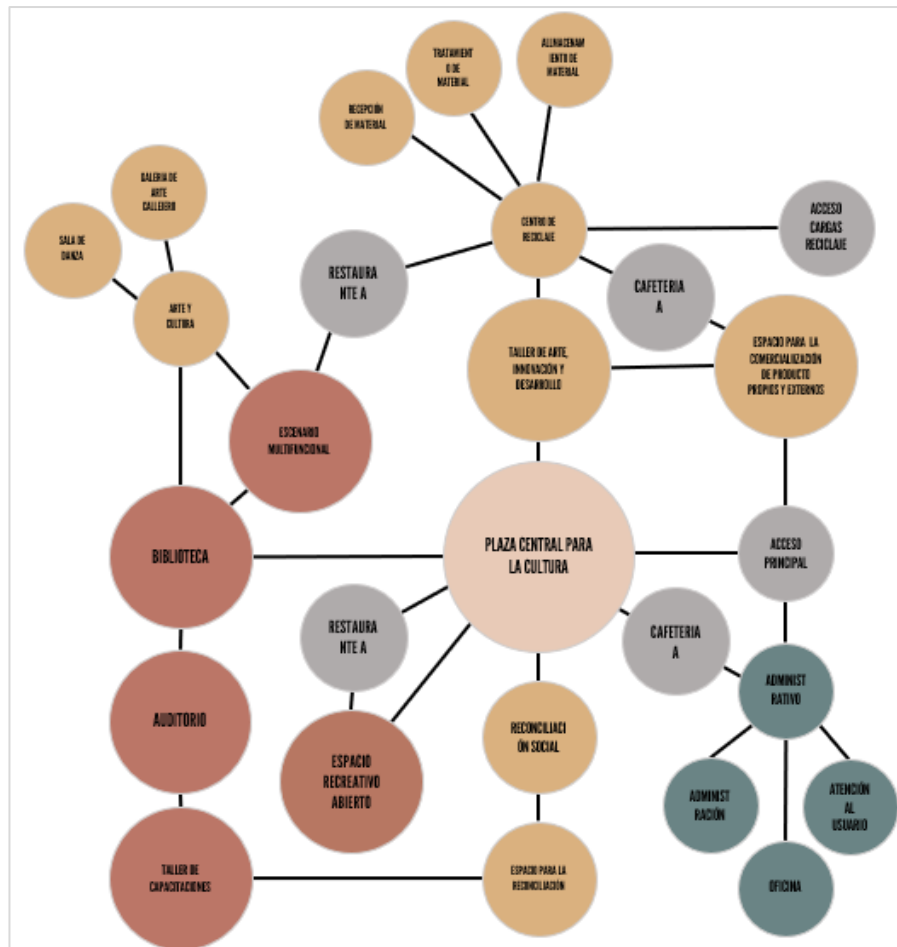 TRATAMIENT
O DE
MATERIAL
ALLMACENAM
IENTO DE
MATERIAL
RECEPCIÓN
DE MATERIAL
GALERIA DE
ARTE
CALLEJERO
SALA DE
DANZA
ARTE Y
CULTURA
CENTRO DE
RECICLAJE
ACCESO
CARGAS
RECICLAJE
RESTAURA
NTE A
CAFETERIA
A
TALLER DE ARTE,
INNOVACIÓN Y
DESARROLLO
ESPACIO PARA LA
COMERCIALIZACIÓN
DE PRODUCTO
PROPIOS Y EXTERNOS
ESCENARIO
MULTIFUNCIONAL
BIBLIOTECA
PLAZA CENTRAL PARA
LA CULTURA
ACCESO
PRINCIPAL
RESTAURA
NTE A
CAFETERIA
A
ADMINIST
RATIVO
AUDITORIO
RECONCILIACI
ÓN SOCIAL
ESPACIO
RECREATIVO
ABIERTO
ADMINIST
RACIÓN
ATENCIÓN
AL
USUARIO
TALLER DE
CAPACITACIONES
ESPACIO PARA LA
RECONCILIACIÓN
OFICINA